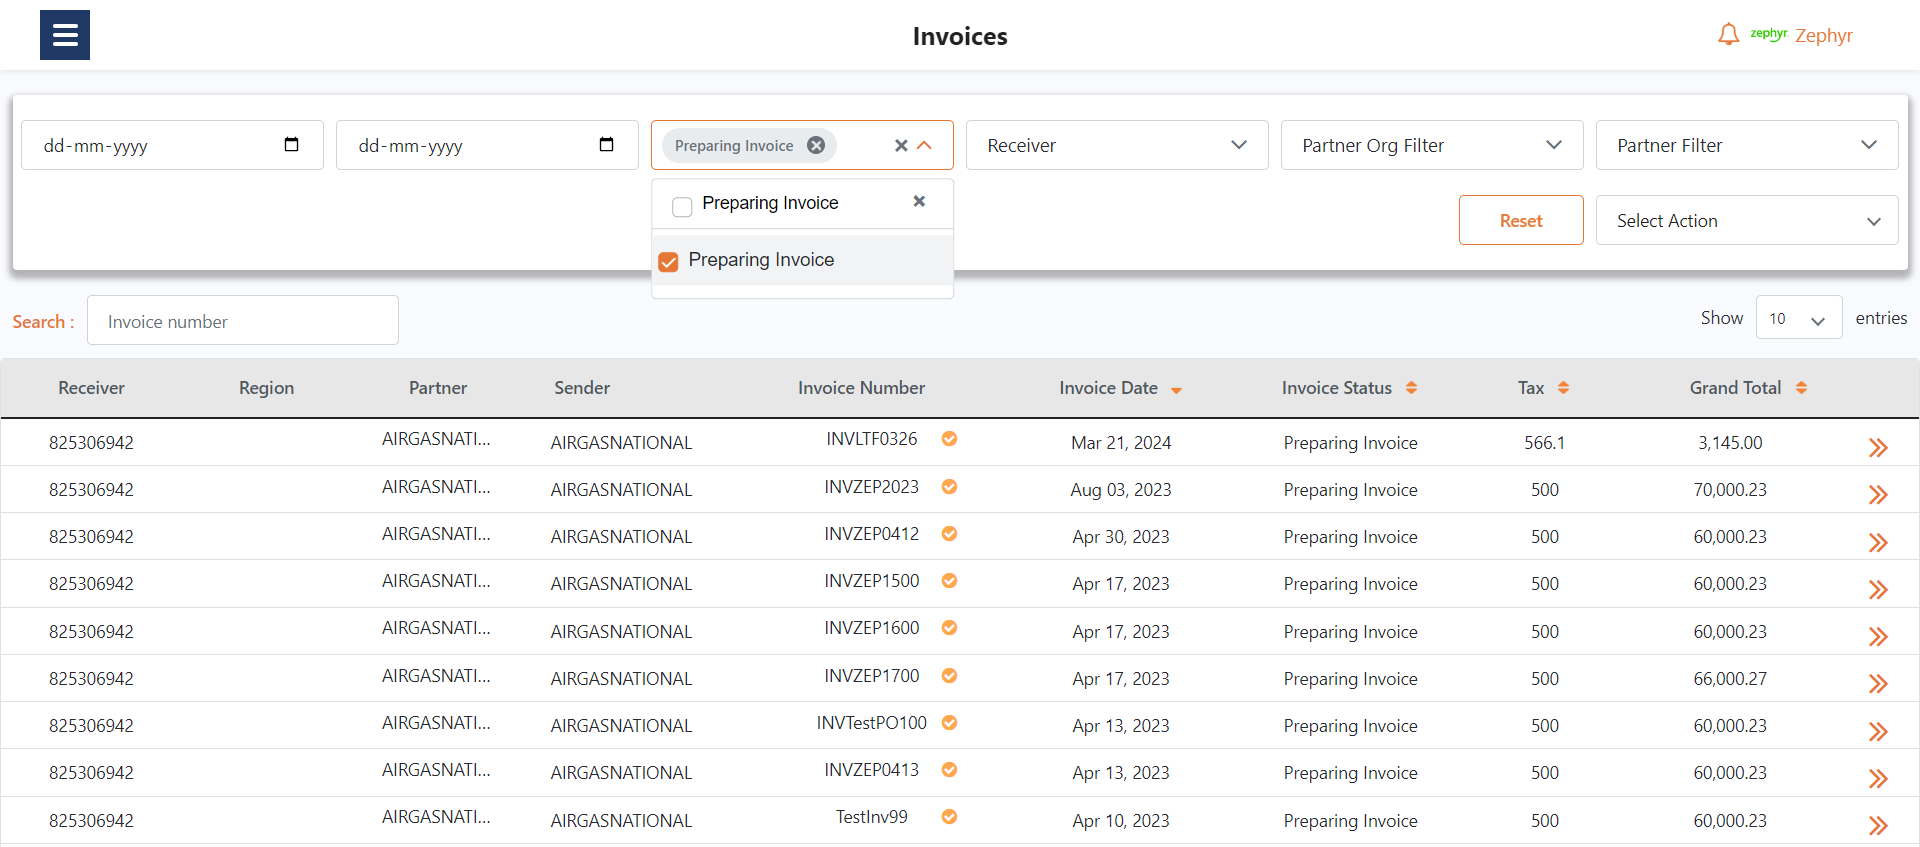 Invoices
zephyr Zephyr
dd-mm-yyyy dd-mm-yyyy Preparing Invoice Receiver Partner Org Filter Partner Filter
Preparing Invoice
Reset Select Action
Preparing Invoice
Search : Invoice number Show 10 entries
Receiver Region Partner Sender Invoice Number Invoice Date Invoice Status Tax Grand Total
825306942 AIRGASNATI... AIRGASNATIONAL INVLTF0326 Mar 21, 2024 Preparing Invoice 566.1 3,145.00
825306942 AIRGASNATI... AIRGASNATIONAL INVZEP2023 Aug 03, 2023 Preparing Invoice 500 70,000.23
825306942 AIRGASNATI... AIRGASNATIONAL INVZEP0412 Apr 30, 2023 Preparing Invoice 500 60,000.23
825306942 AIRGASNATI... AIRGASNATIONAL INVZEP1500 Apr 17, 2023 Preparing Invoice 500 60,000.23
825306942 AIRGASNATI... AIRGASNATIONAL INVZEP1600 Apr 17, 2023 Preparing Invoice 500 60,000.23
825306942 AIRGASNATI... AIRGASNATIONAL INVZEP1700 Apr 17, 2023 Preparing Invoice 500 66,000.27
825306942 AIRGASNATI... AIRGASNATIONAL INVTestPO100 Apr 13, 2023 Preparing Invoice 500 60,000.23
825306942 AIRGASNATI... AIRGASNATIONAL INVZEP0413 Apr 13, 2023 Preparing Invoice 500 60,000.23
825306942 AIRGASNATI... AIRGASNATIONAL TestInv99 Apr 10, 2023 Preparing Invoice 500 60,000.23